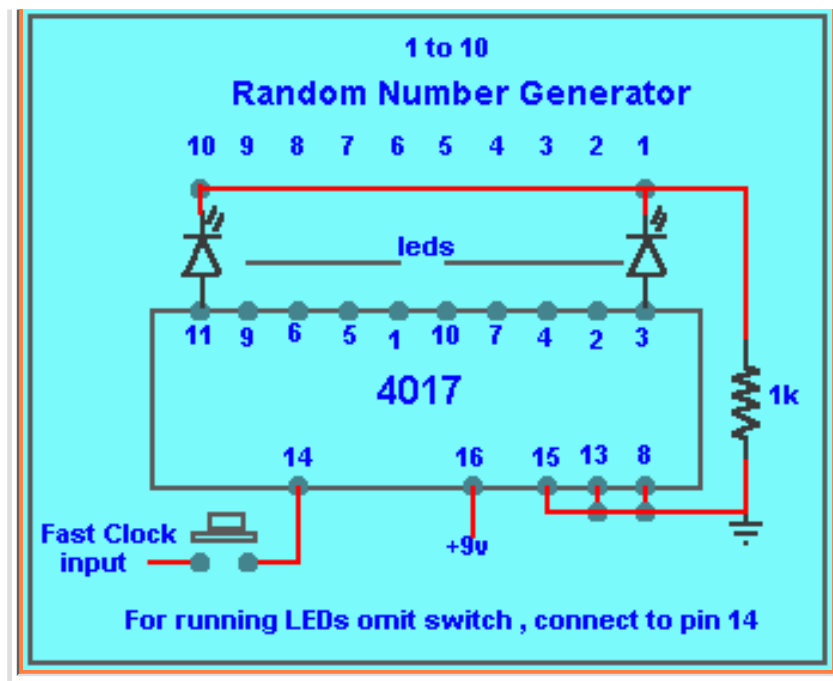 1 to 10
Random Number Generator
10 9 8 7 6 5 4 3 2 1
leds
11 9 6 5 1 10 7 4 2 3
4017
1k
14 16 15 13 8
Fast Clock
input
+9v
For running LEDs omit switch , connect to pin 14